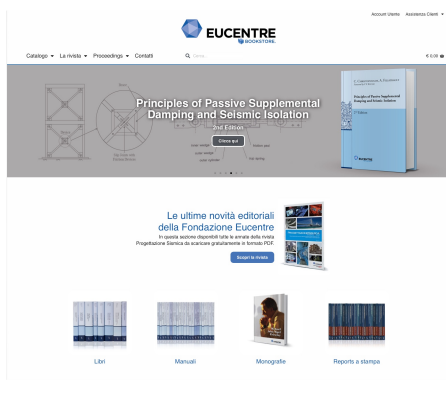 Account Utente Assistenza Clienti
EUCENTRE
BOOKSTORE.
Catalogo La rivista Proceedings Contatti
Cerca
€ 0,00
Principles of Passive Supplemental
Damping and Seismic Isolation
2nd Edition
Clicca qui
Principles of Passive Supplemental
Damping and Seismic Isolation
EUCENTRE
Le ultime novità editoriali
della Fondazione Eucentre
In questa sezione disponibili tutte le annate della rivista
Progettazione Sismica da scaricare gratuitamente in formato PDF.
Scopri la rivista
Libri Manuali Monografie Reports a stampa